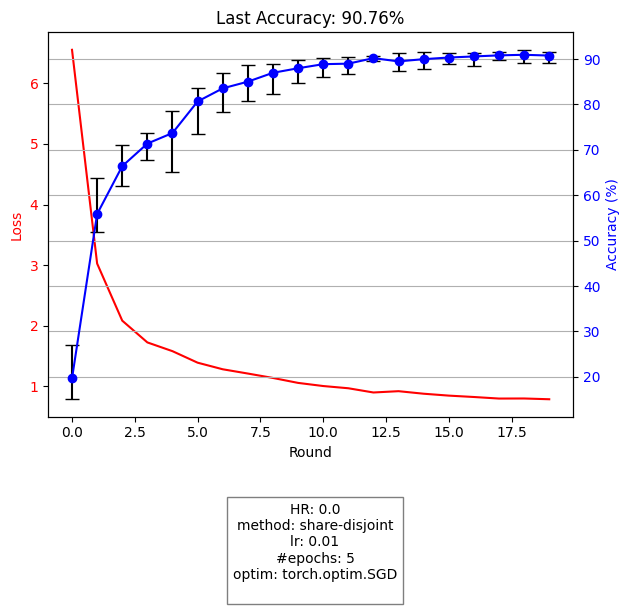 Last Accuracy: 90.76%
6
5
4
3
2
1
Loss
90
80
70
60
50
40
30
20
Accuracy (%)
0.0 2.5 5.0 7.5 10.0 12.5 15.0 17.5
Round
HR: 0.0
method: share-disjoint
lr: 0.01
#epochs: 5
optim: torch.optim.SGD